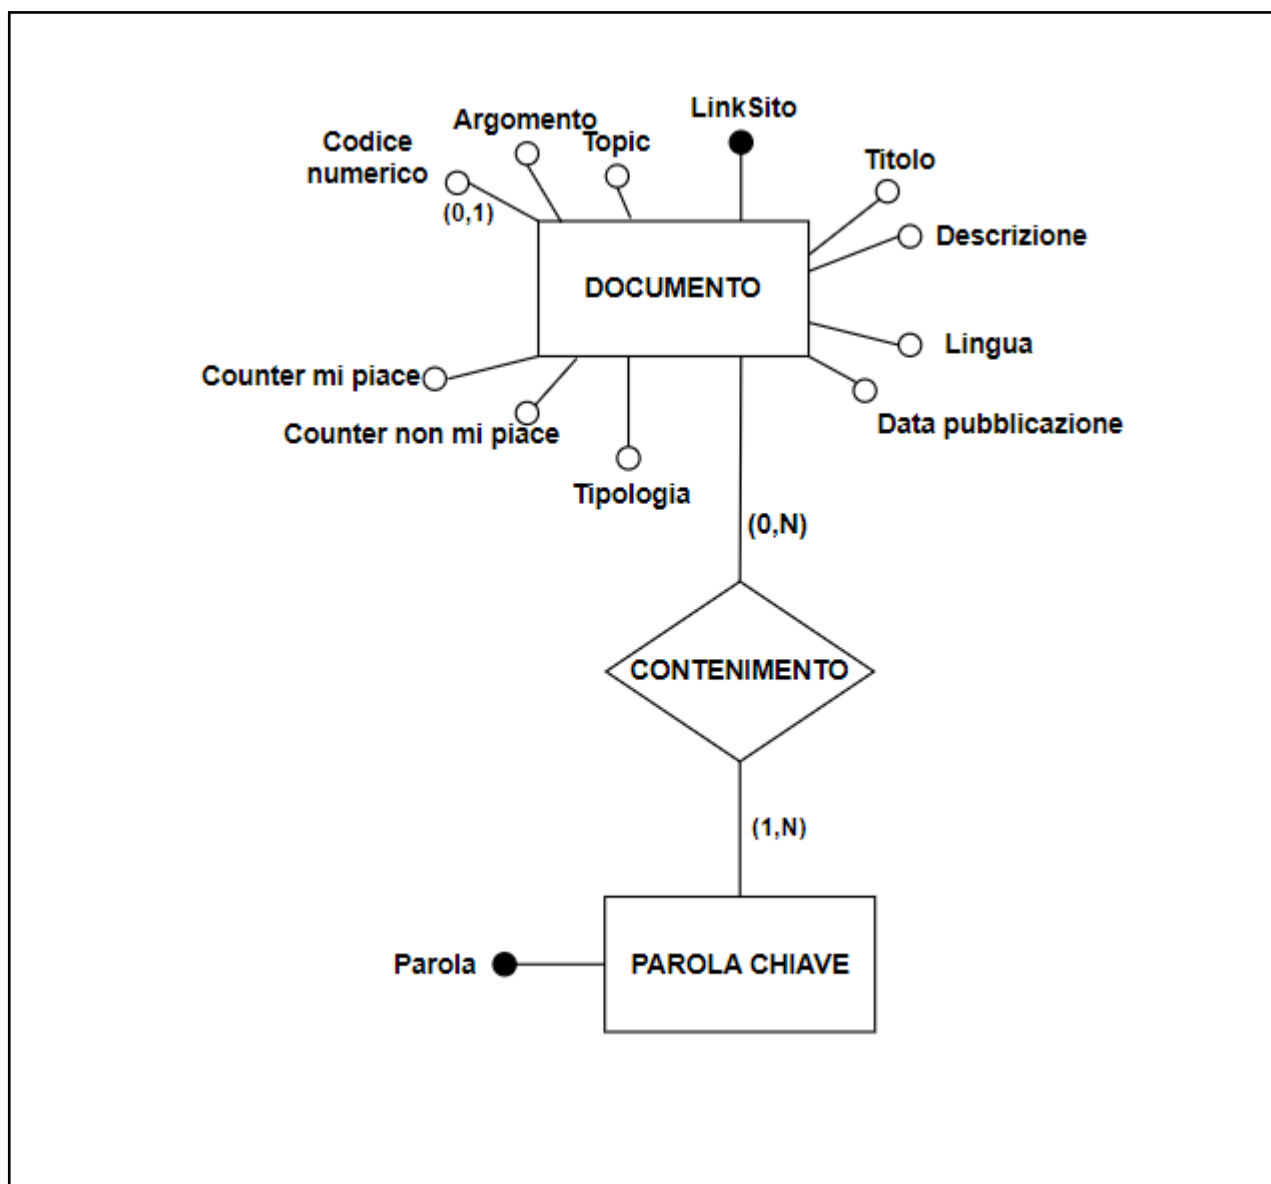 LinkSito
Argomento
Topic
Codice
numerico
(0,1)
Titolo
Descrizione
DOCUMENTO
Lingua
Counter mi piace
Data pubblicazione
Counter non mi piace
Tipologia
(0,N)
CONTENIMENTO
(1,N)
Parola
PAROLA CHIAVE